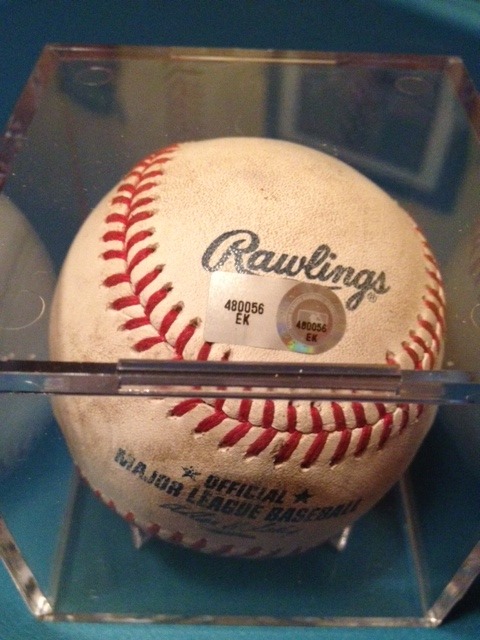 Rawlings®
480056
EK
480056
EK
OFFICIAL
MAJOR LEAGUE BASEBALL